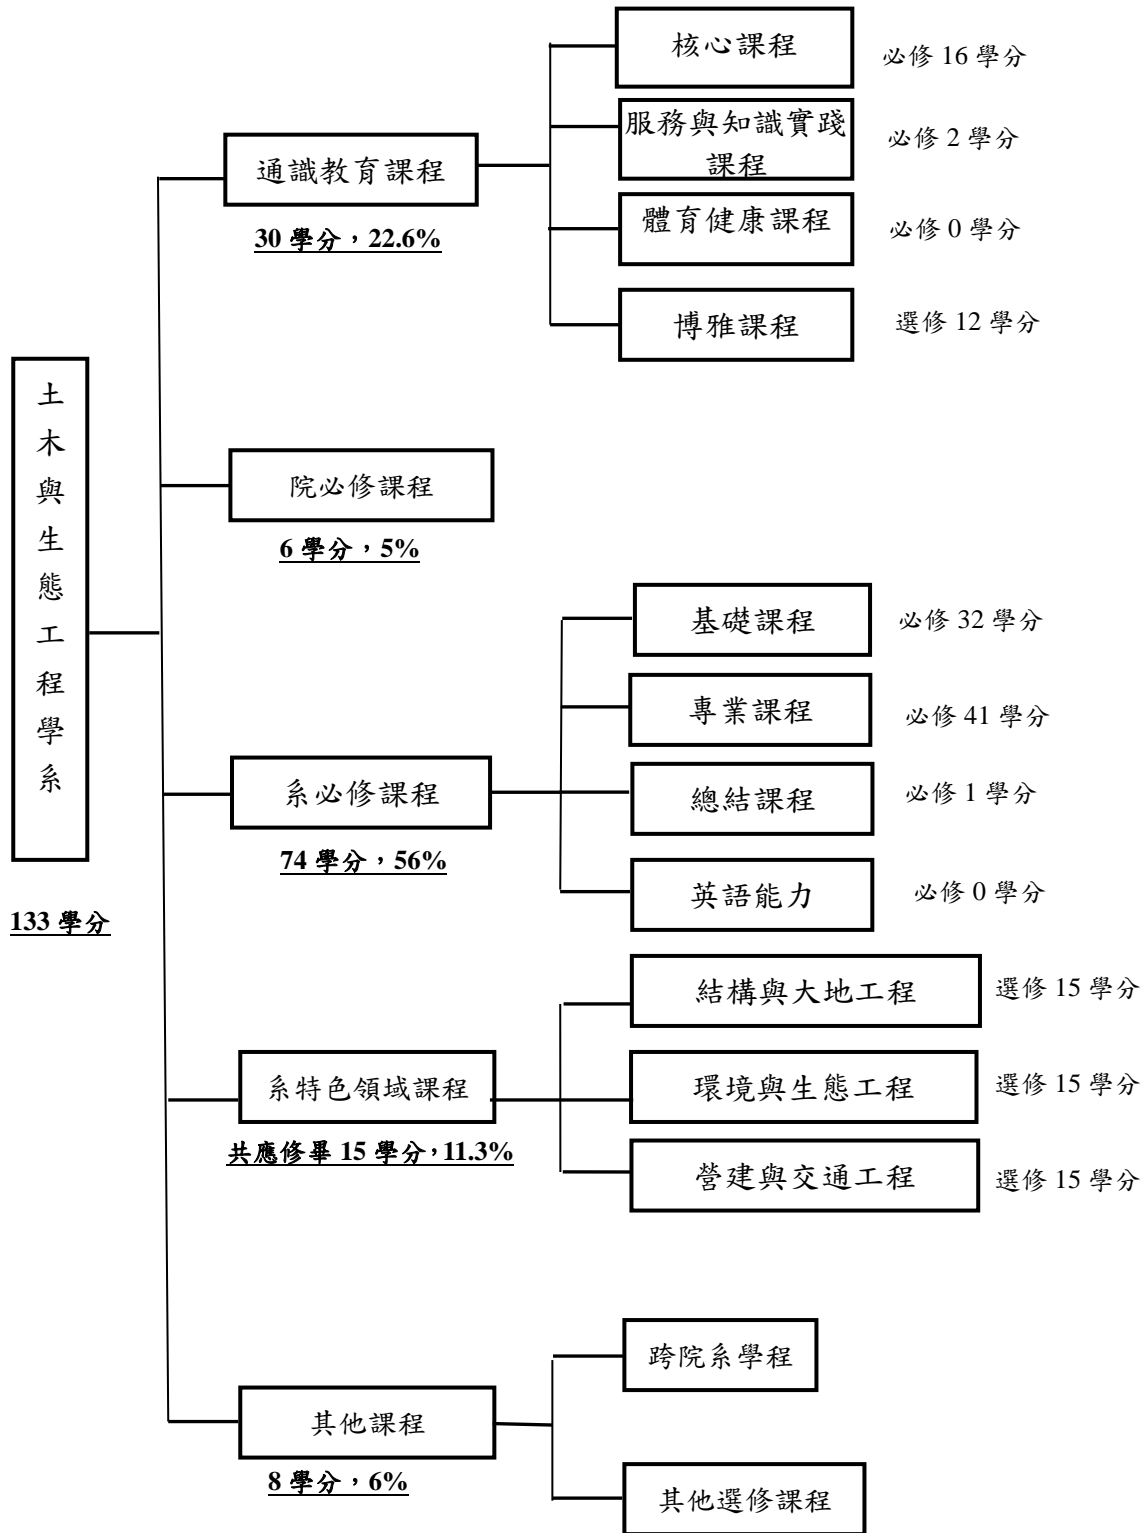 核心課程
必修 16 學分
服務與知識實踐
課程
必修 2 學分
通識教育課程
30 學分，22.6%
體育健康課程
必修 0 學分
博雅課程
選修 12 學分
土木與生態工程學系
133 學分
院必修課程
6 學分，5%
基礎課程
必修 32 學分
專業課程
必修 41 學分
系必修課程
74 學分，56%
總結課程
必修 1 學分
英語能力
必修 0 學分
結構與大地工程
選修 15 學分
系特色領域課程
共應修畢 15 學分，11.3%
環境與生態工程
選修 15 學分
營建與交通工程
選修 15 學分
跨院系學程
其他課程
8 學分，6%
其他選修課程